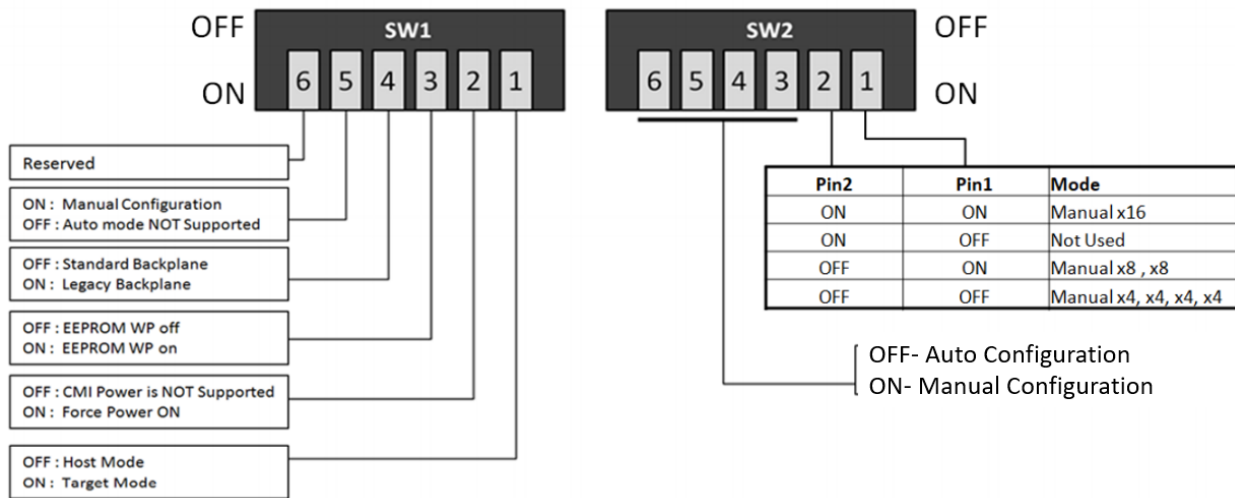 OFF
SW1
6 5 4 3 2 1
ON
SW2
OFF
6 5 4 3 2 1
ON
Reserved
ON : Manual Configuration
OFF : Auto mode NOT Supported
OFF : Standard Backplane
ON : Legacy Backplane
OFF : EEPROM WP off
ON : EEPROM WP on
OFF : CMI Power is NOT Supported
ON : Force Power ON
OFF : Host Mode
ON : Target Mode
Pin2 Pin1 Mode
ON ON Manual x16
ON OFF Not Used
OFF ON Manual x8 , x8
OFF OFF Manual x4, x4, x4, x4
OFF- Auto Configuration
ON- Manual Configuration